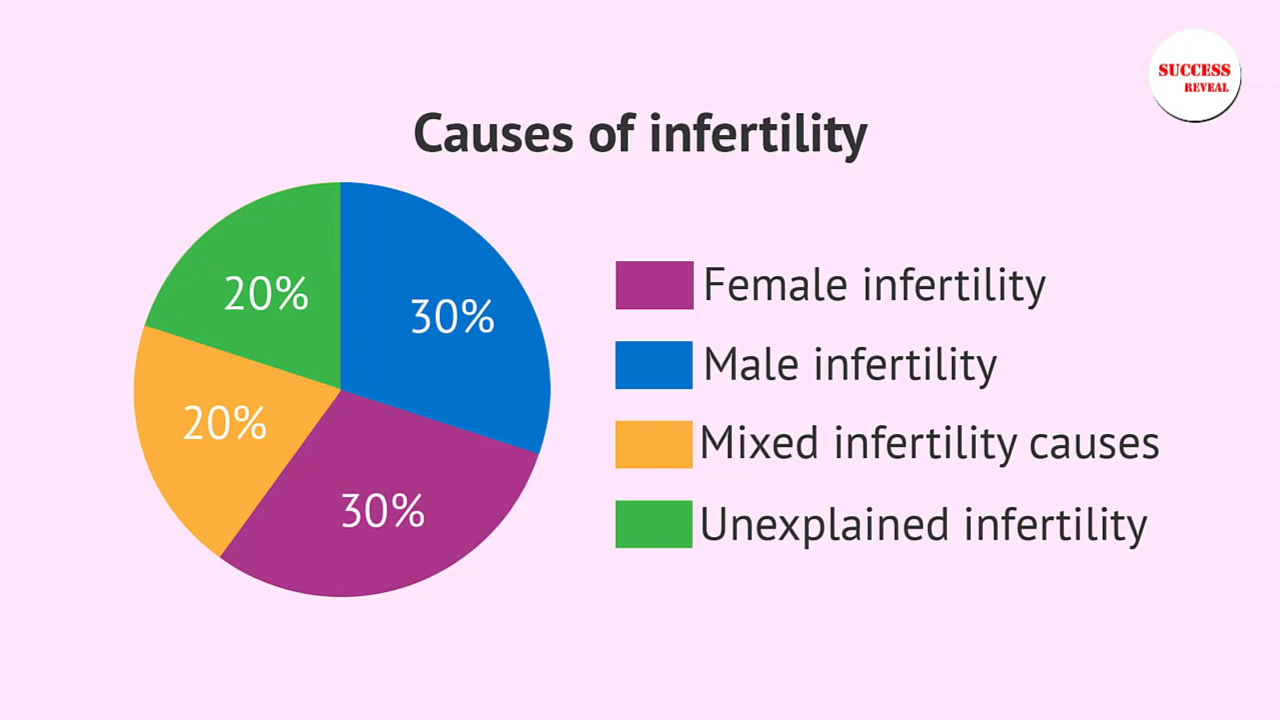 SUCCESS
REVEAL
Causes of infertility
20%
30%
20%
30%
Female infertility
Male infertility
Mixed infertility causes
Unexplained infertility